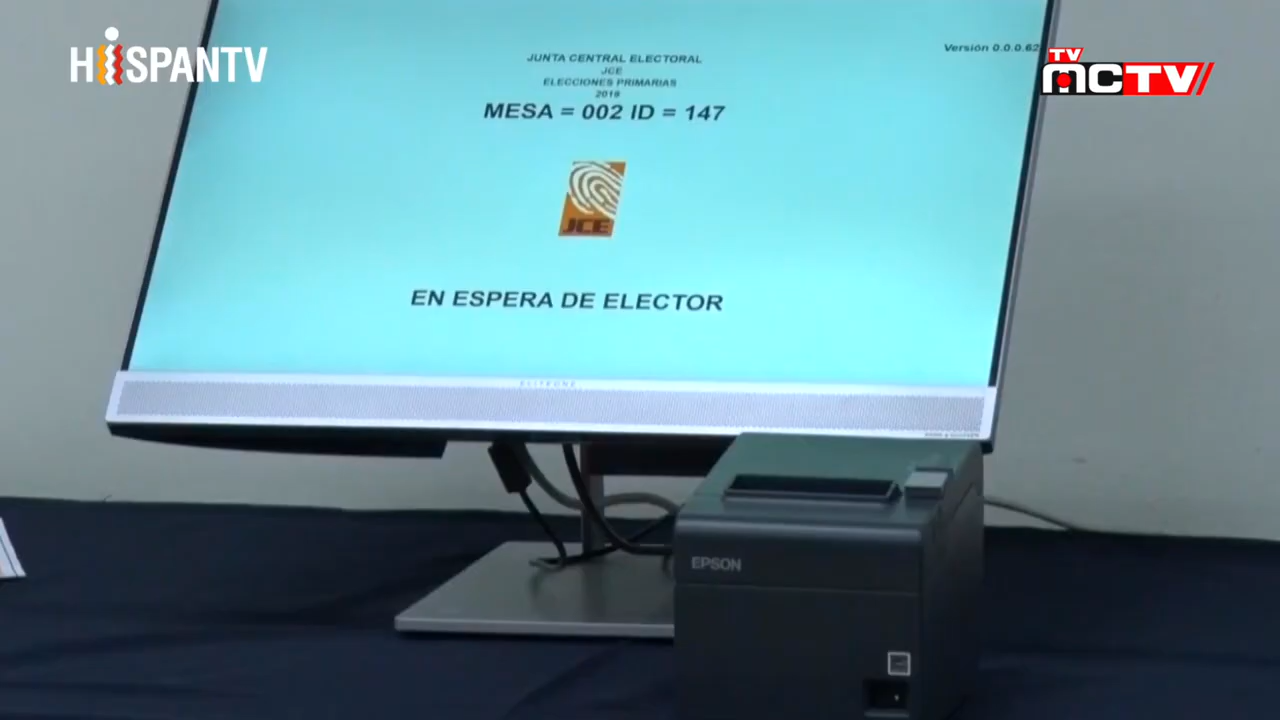 HISPANTV
TV
MCTV
Versión 0.0.0.62
JUNTA CENTRAL ELECTORAL
JCE
ELECCIONES PRIMARIAS
2019
MESA = 002 ID = 147
JCE
EN ESPERA DE ELECTOR
EPSON